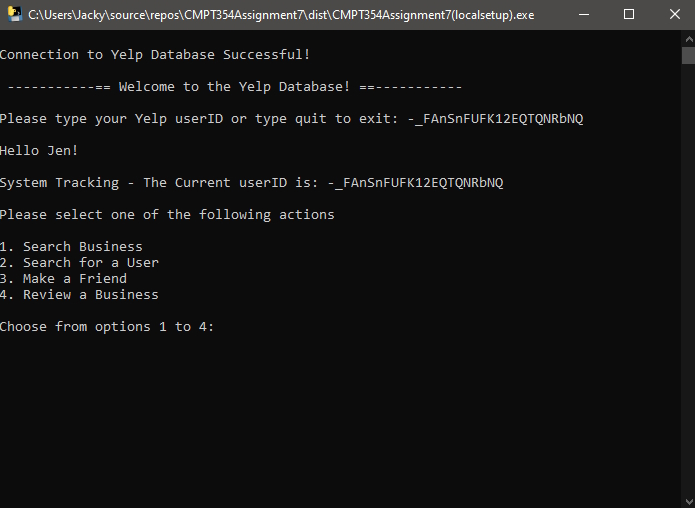 C:\Users\Jacky\source\repos\CMPT354Assignment7\dist\CMPT354Assignment7(localsetup).exe
Connection to Yelp Database Successful!
-----------== Welcome to the Yelp Database! ==-----------
Please type your Yelp userID or type quit to exit: -_FAnSnFUFK12EQTQNRbNQ
Hello Jen!
System Tracking - The Current userID is: -_FAnSnFUFK12EQTQNRbNQ
Please select one of the following actions
1. Search Business
2. Search for a User
3. Make a Friend
4. Review a Business
Choose from options 1 to 4: